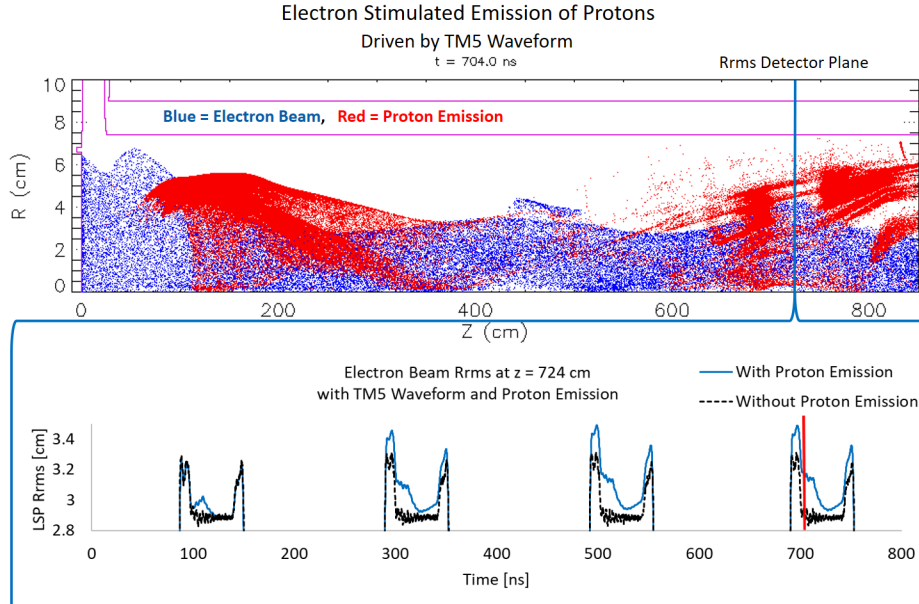 Electron Stimulated Emission of Protons
Driven by TM5 Waveform
t = 704.0 ns
Rrms Detector Plane
Blue = Electron Beam, Red = Proton Emission
10
8
6
4
2
0
R (cm)
0 200 400 600 800
Z (cm)
Electron Beam Rrms at z = 724 cm
with TM5 Waveform and Proton Emission
With Proton Emission
Without Proton Emission
3.4
3.2
3
2.8
LSP Rrms [cm]
0 100 200 300 400 500 600 700 800
Time [ns]